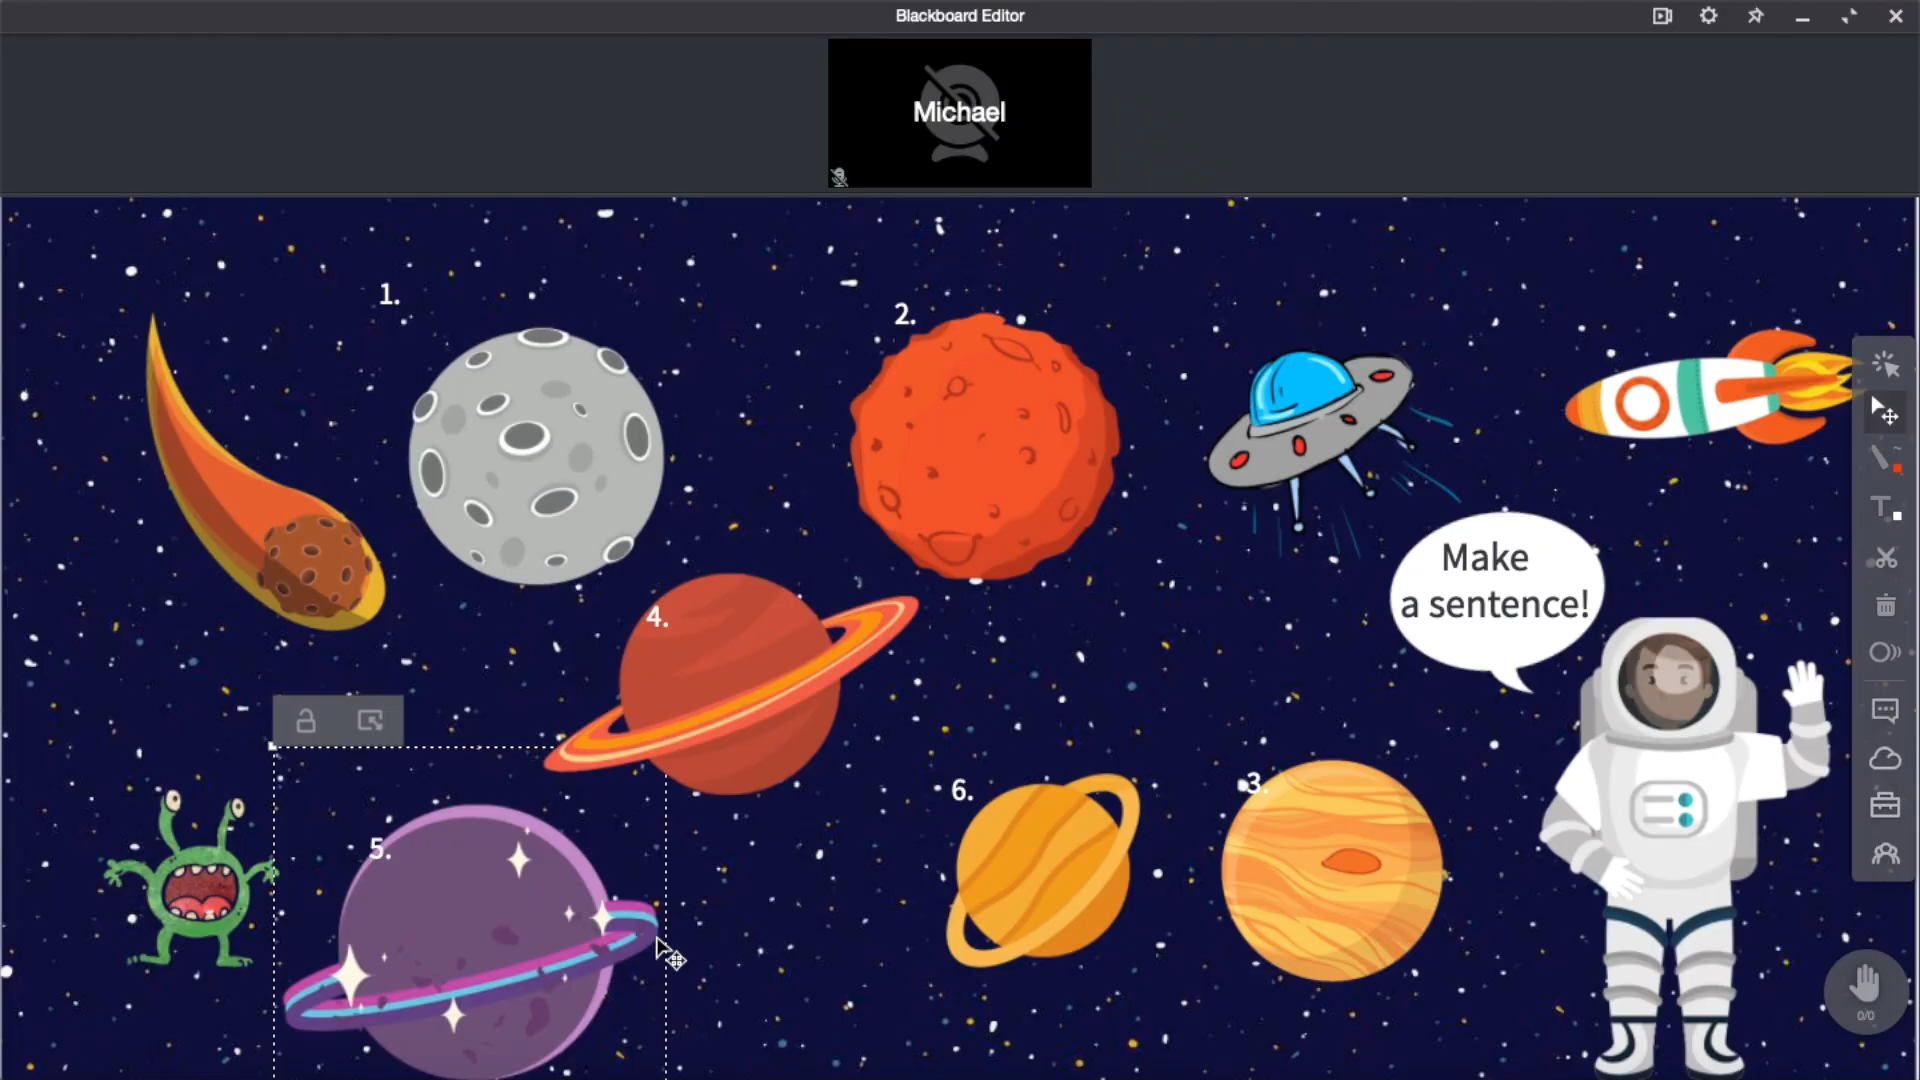 Blackboard Editor
Michael
1.
2.
Make
a sentence!
4.
3.
6.
5.
0/0